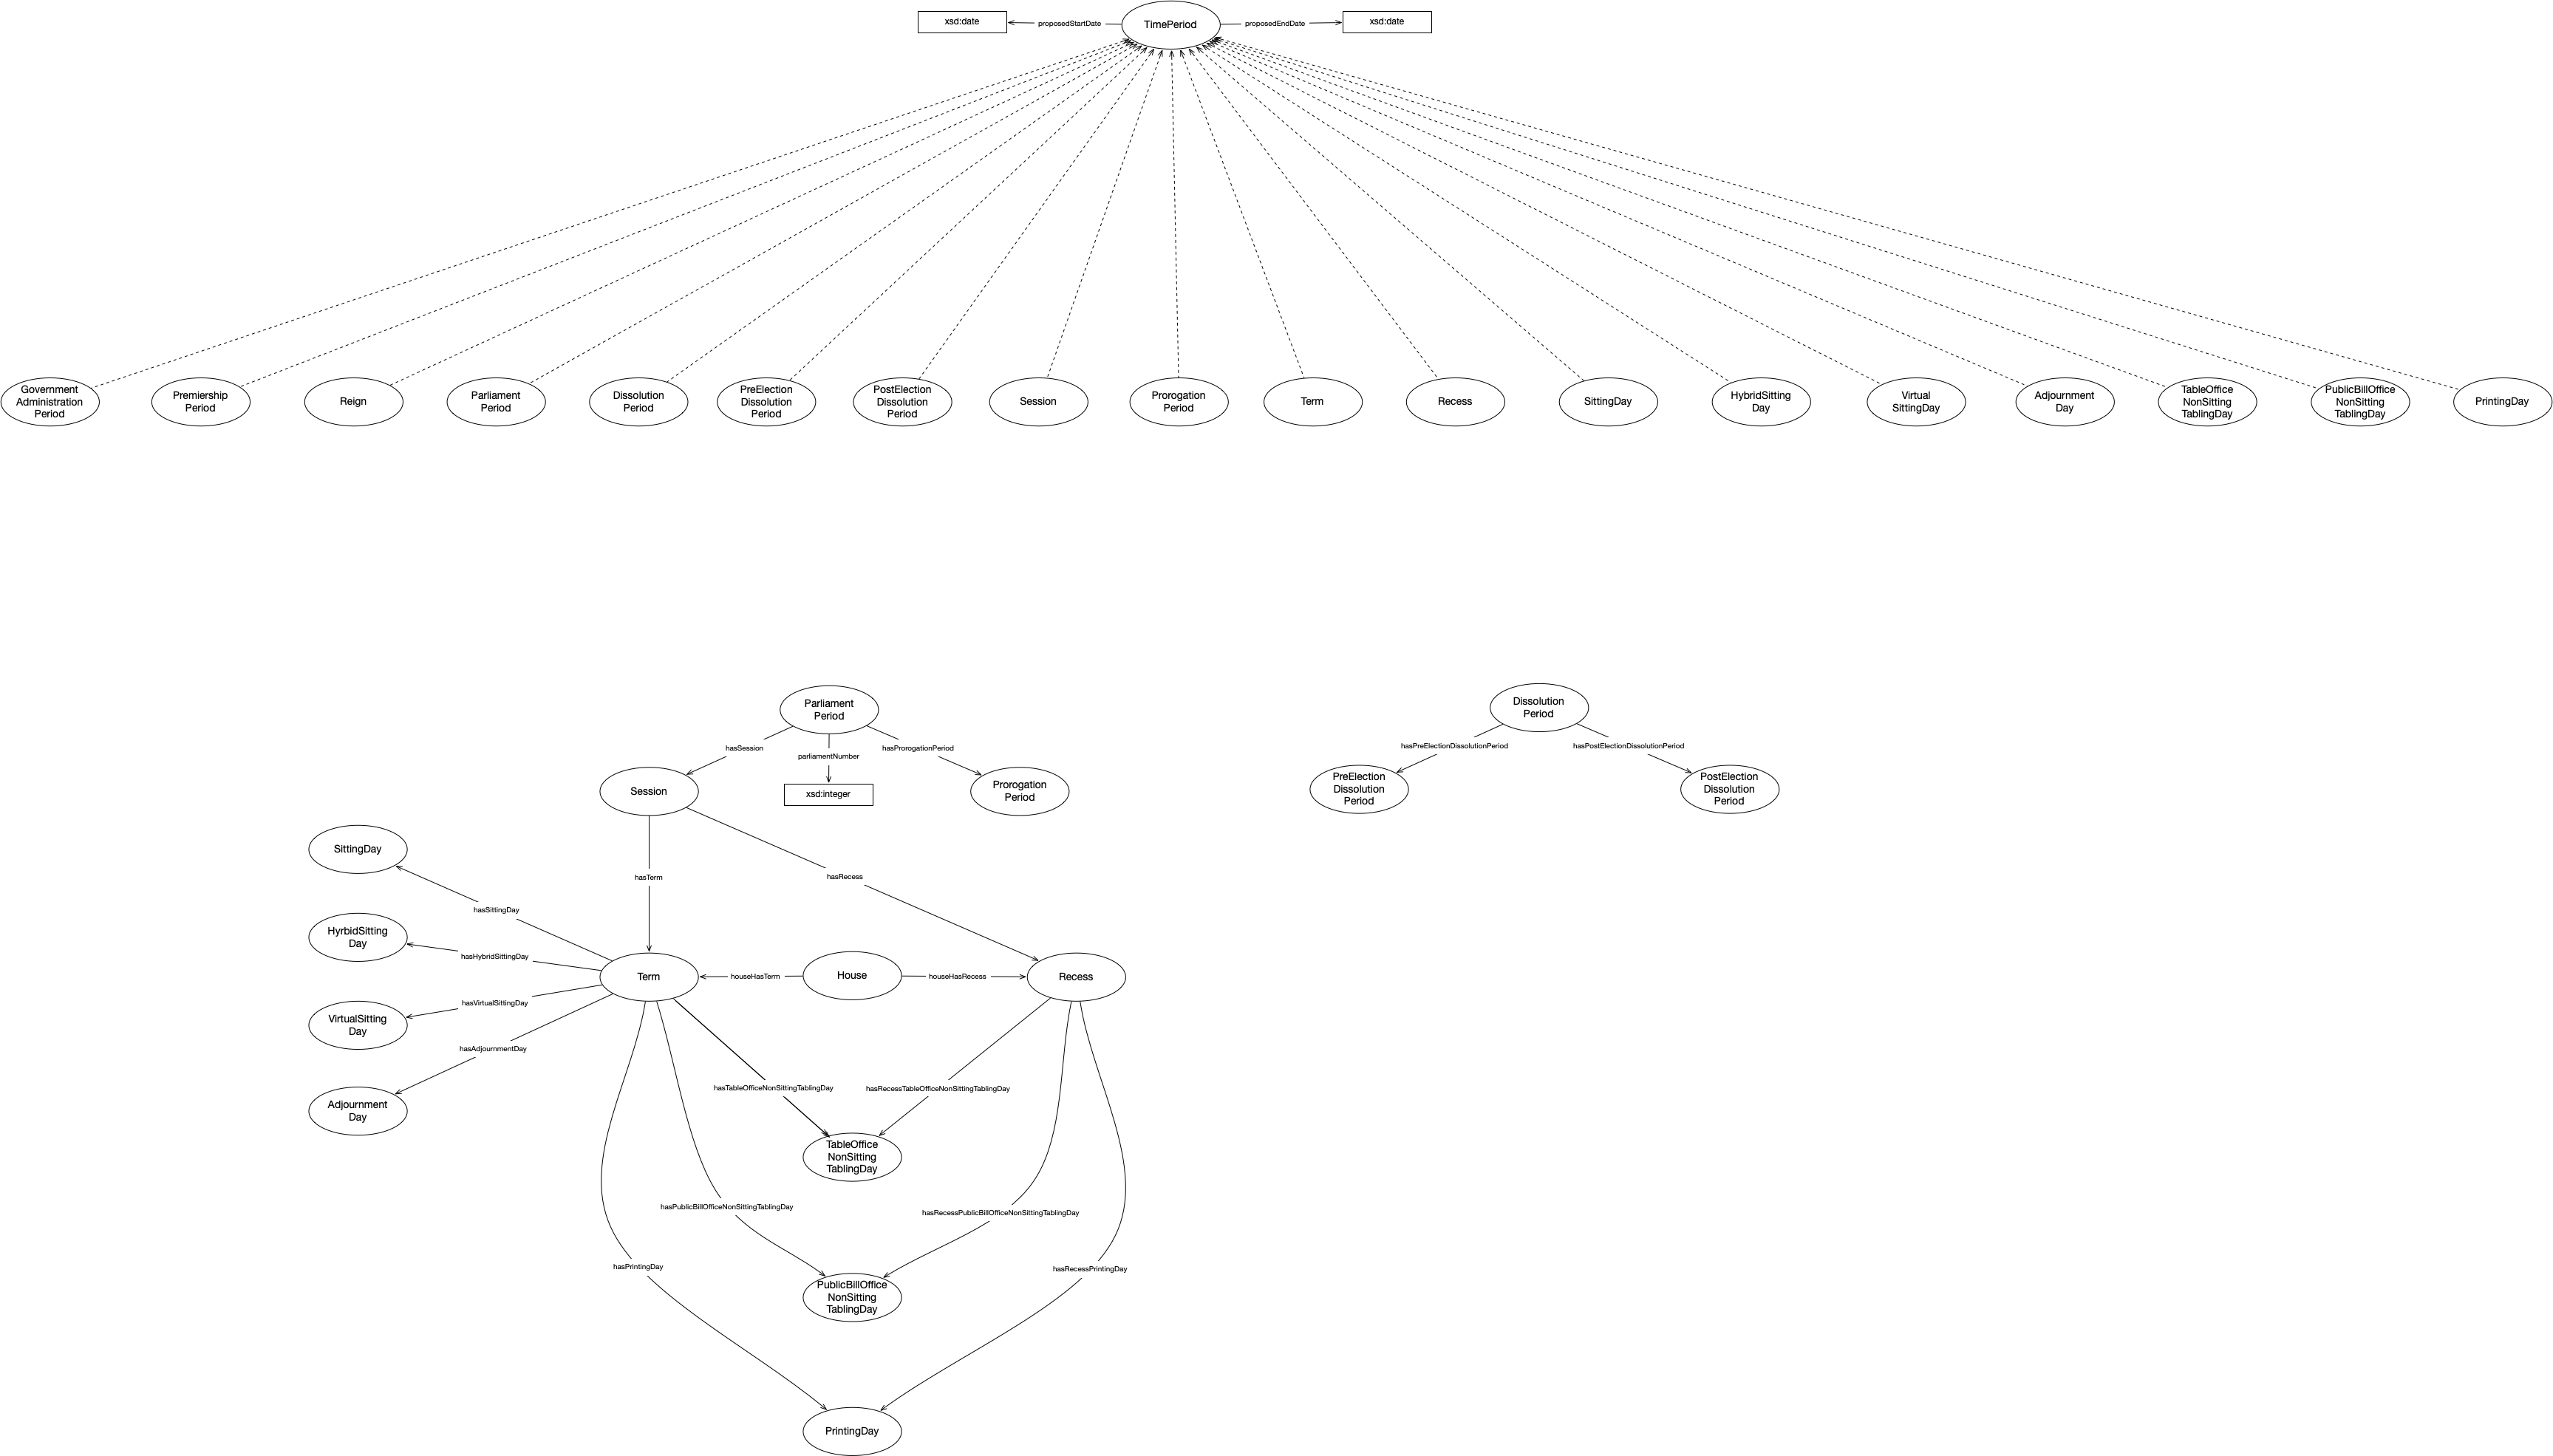 xsd:date
proposedStartDate
TimePeriod
proposedEndDate
xsd:date
Government
Administration
Period
Premiership
Period
Reign
Parliament
Period
Dissolution
Period
PreElection
Dissolution
Period
PostElection
Dissolution
Period
Session
Prorogation
Period
Term
Recess
SittingDay
HybridSitting
Day
Virtual
SittingDay
Adjournment
Day
TableOffice
NonSitting
TablingDay
PublicBillOffice
NonSitting
TablingDay
PrintingDay
Parliament
Period
hasSession
parliamentNumber
hasProrogationPeriod
Session
xsd:integer
Prorogation
Period
Dissolution
Period
hasPreElectionDissolutionPeriod
hasPostElectionDissolutionPeriod
PreElection
Dissolution
Period
PostElection
Dissolution
Period
SittingDay
hasTerm
hasRecess
hasSittingDay
HyrbidSitting
Day
hasHybridSittingDay
Term
houseHasTerm
House
houseHasRecess
Recess
hasVirtualSittingDay
VirtualSitting
Day
hasAdjournmentDay
Adjournment
Day
hasTableOfficeNonSittingTablingDay
hasRecessTableOfficeNonSittingTablingDay
TableOffice
NonSitting
TablingDay
hasPublicBillOfficeNonSittingTablingDay
hasRecessPublicBillOfficeNonSittingTablingDay
hasPrintingDay
hasRecessPrintingDay
PublicBillOffice
NonSitting
TablingDay
PrintingDay